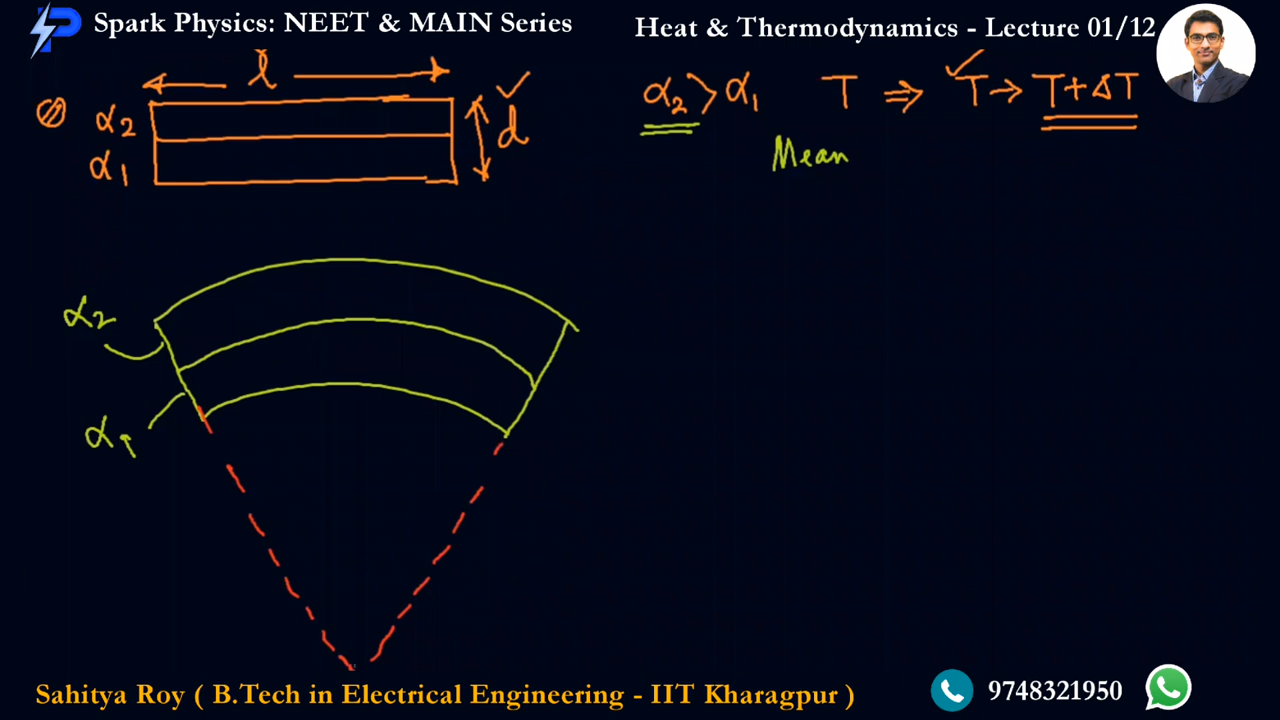 Spark Physics: NEET & MAIN Series
Heat & Thermodynamics - Lecture 01/12
l
α2
α1
d
α2 > α1 T ⇒ T → T + ΔT
Mean
α2
α1
Sahitya Roy ( B.Tech in Electrical Engineering - IIT Kharagpur )
9748321950